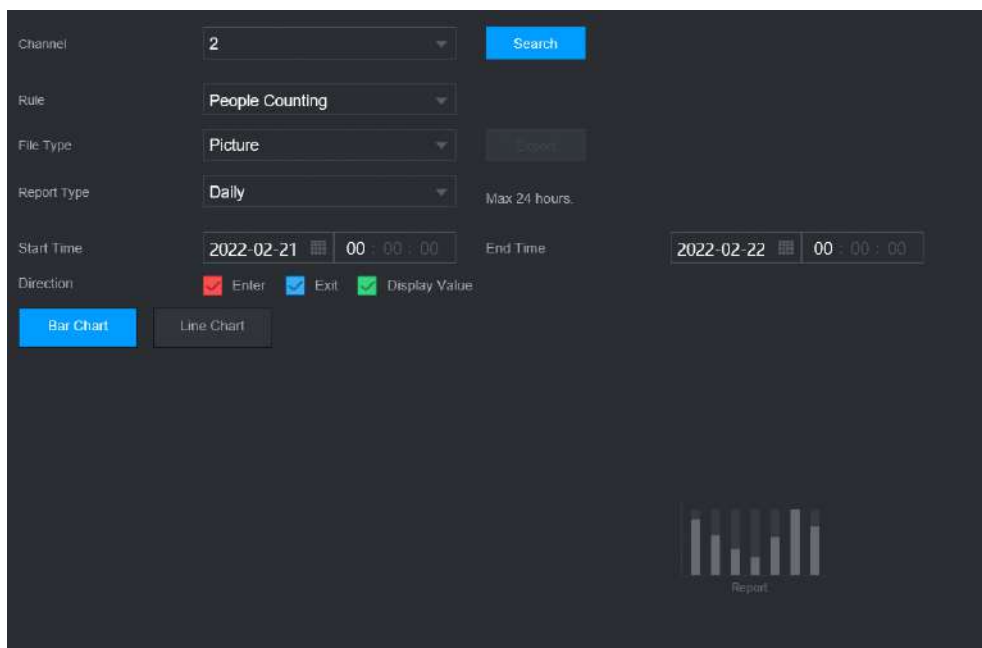 Channel 2 Search
Rule People Counting
File Type Picture Export
Report Type Daily Max 24 hours.
Start Time 2022-02-21 00 : 00 : 00 End Time 2022-02-22 00 : 00 : 00
Direction Enter Exit Display Value
Bar Chart Line Chart
Report